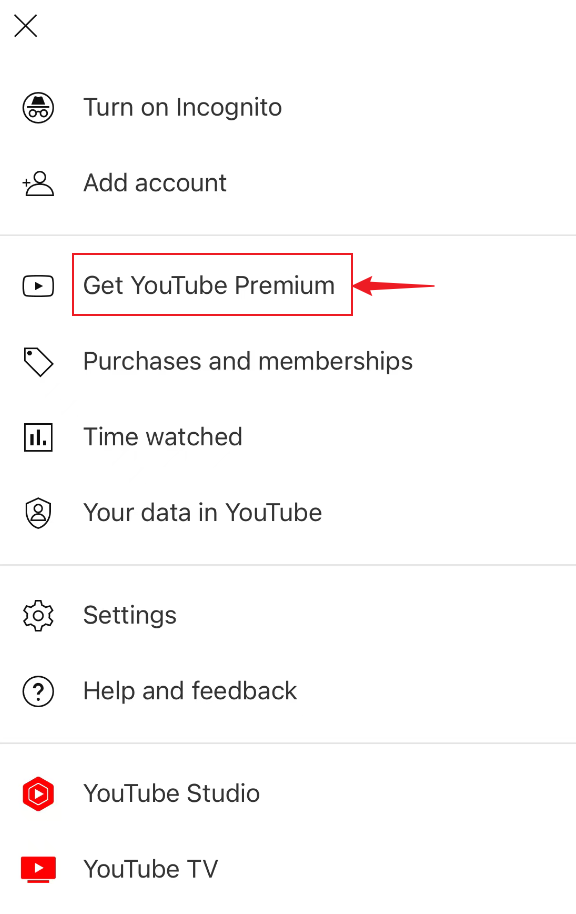 Turn on Incognito
Add account
Get YouTube Premium
Purchases and memberships
Time watched
Your data in YouTube
Settings
Help and feedback
YouTube Studio
YouTube TV